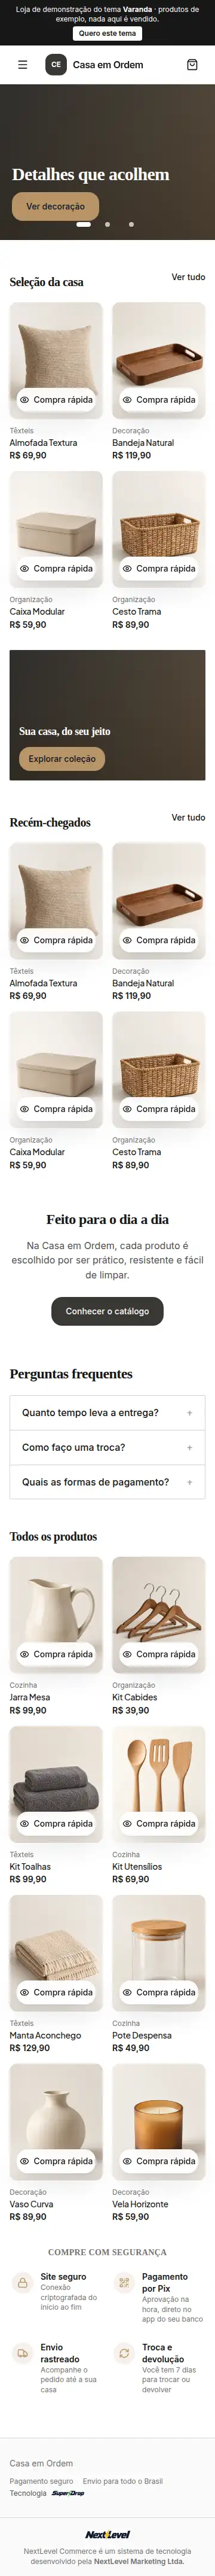 Loja de demonstração do tema Varanda · produtos de
exemplo, nada aqui é vendido.
Quero este tema
CE
Casa em Ordem
Detalhes que acolhem
Ver decoração
Seleção da casa
Ver tudo
Compra rápida
Compra rápida
Têxteis
Decoração
Almofada Textura
Bandeja Natural
R$ 69,90
R$ 119,90
Compra rápida
Compra rápida
Organização
Organização
Caixa Modular
Cesto Trama
R$ 59,90
R$ 89,90
Sua casa, do seu jeito
Explorar coleção
Recém-chegados
Ver tudo
Compra rápida
Compra rápida
Têxteis
Decoração
Almofada Textura
Bandeja Natural
R$ 69,90
R$ 119,90
Compra rápida
Compra rápida
Organização
Organização
Caixa Modular
Cesto Trama
R$ 59,90
R$ 89,90
Feito para o dia a dia
Na Casa em Ordem, cada produto é
escolhido por ser prático, resistente e fácil
de limpar.
Conhecer o catálogo
Perguntas frequentes
Quanto tempo leva a entrega? +
Como faço uma troca? +
Quais as formas de pagamento? +
Todos os produtos
Compra rápida
Compra rápida
Cozinha
Organização
Jarra Mesa
Kit Cabides
R$ 99,90
R$ 39,90
Compra rápida
Compra rápida
Têxteis
Cozinha
Kit Toalhas
Kit Utensílios
R$ 99,90
R$ 69,90
Compra rápida
Compra rápida
Têxteis
Cozinha
Manta Aconchego
Pote Despensa
R$ 129,90
R$ 49,90
Compra rápida
Compra rápida
Decoração
Decoração
Vaso Curva
Vela Horizonte
R$ 89,90
R$ 59,90
COMPRE COM SEGURANÇA
Site seguro
Conexão
criptografada do
início ao fim
Pagamento
por Pix
Aprovação na
hora, direto no
app do seu banco
Envio
rastreado
Acompanhe o
pedido até a sua
casa
Troca e
devolução
Você tem 7 dias
para trocar ou
devolver
Casa em Ordem
Pagamento seguro Envio para todo o Brasil
Tecnologia SuperDrop
NextLevel
NextLevel Commerce é um sistema de tecnologia
desenvolvido pela NextLevel Marketing Ltda.